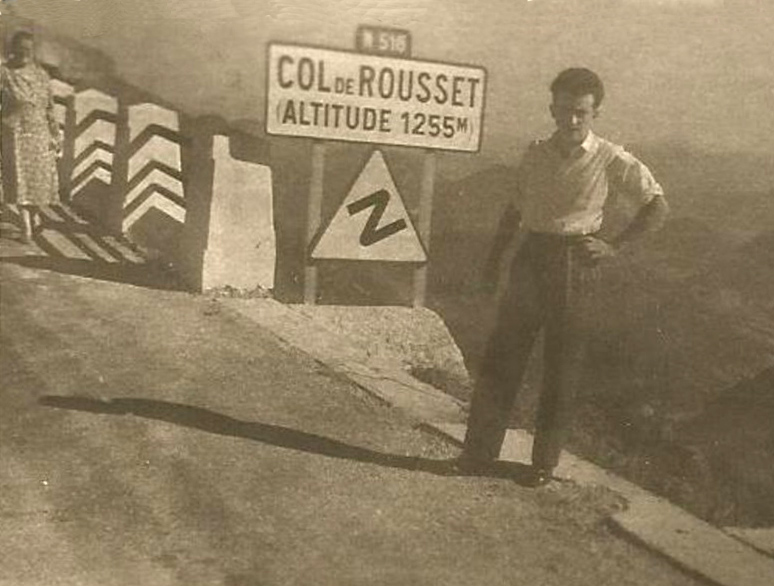 N 518
COL DE ROUSSET
(ALTITUDE 1255M)